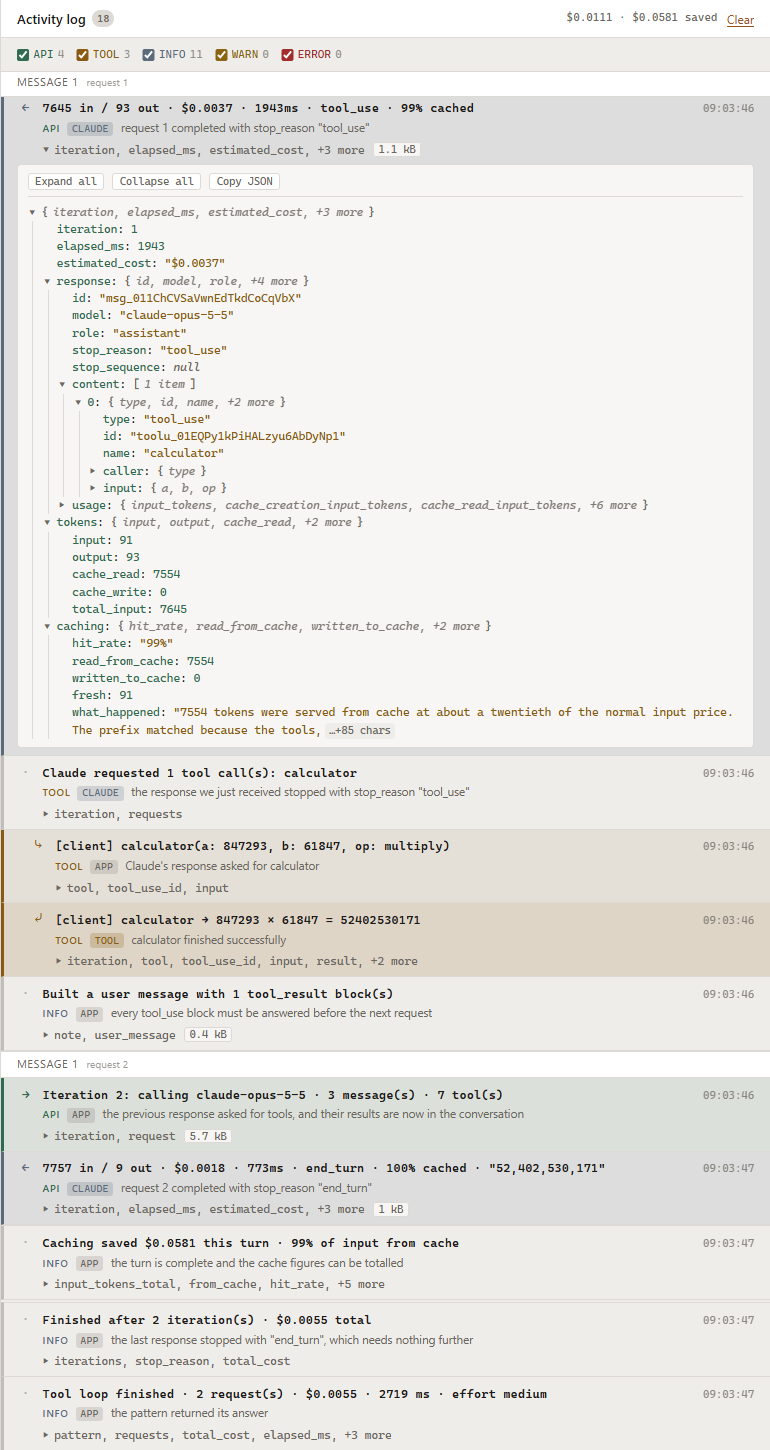 Activity log 18
$0.0111 · $0.0581 saved Clear
API 4 TOOL 3 INFO 11 WARN 0 ERROR 0
MESSAGE 1 request 1
← 7645 in / 93 out · $0.0037 · 1943ms · tool_use · 99% cached 09:03:46
API CLAUDE request 1 completed with stop_reason "tool_use"
▾ iteration, elapsed_ms, estimated_cost, +3 more 1.1 kB
Expand all Collapse all Copy JSON
▾ { iteration, elapsed_ms, estimated_cost, +3 more }
iteration: 1
elapsed_ms: 1943
estimated_cost: "$0.0037"
▾ response: { id, model, role, +4 more }
id: "msg_011ChCVSaVwnEdTkdCoCqVbX"
model: "claude-opus-5-5"
role: "assistant"
stop_reason: "tool_use"
stop_sequence: null
▾ content: [ 1 item ]
▾ 0: { type, id, name, +2 more }
type: "tool_use"
id: "toolu_01EQPy1kPiHALzyu6AbDyNp1"
name: "calculator"
▸ caller: { type }
▸ input: { a, b, op }
▸ usage: { input_tokens, cache_creation_input_tokens, cache_read_input_tokens, +6 more }
▾ tokens: { input, output, cache_read, +2 more }
input: 91
output: 93
cache_read: 7554
cache_write: 0
total_input: 7645
▾ caching: { hit_rate, read_from_cache, written_to_cache, +2 more }
hit_rate: "99%"
read_from_cache: 7554
written_to_cache: 0
fresh: 91
what_happened: "7554 tokens were served from cache at about a twentieth of the normal input price.
The prefix matched because the tools, …+85 chars
· Claude requested 1 tool call(s): calculator 09:03:46
TOOL CLAUDE the response we just received stopped with stop_reason "tool_use"
▸ iteration, requests
↳ [client] calculator(a: 847293, b: 61847, op: multiply) 09:03:46
TOOL APP Claude's response asked for calculator
▸ tool, tool_use_id, input
↲ [client] calculator → 847293 × 61847 = 52402530171 09:03:46
TOOL TOOL calculator finished successfully
▸ iteration, tool, tool_use_id, input, result, +2 more
· Built a user message with 1 tool_result block(s) 09:03:46
INFO APP every tool_use block must be answered before the next request
▸ note, user_message 0.4 kB
MESSAGE 1 request 2
→ Iteration 2: calling claude-opus-5-5 · 3 message(s) · 7 tool(s) 09:03:46
API APP the previous response asked for tools, and their results are now in the conversation
▸ iteration, request 5.7 kB
← 7757 in / 9 out · $0.0018 · 773ms · end_turn · 100% cached · "52,402,530,171" 09:03:47
API CLAUDE request 2 completed with stop_reason "end_turn"
▸ iteration, elapsed_ms, estimated_cost, +3 more 1 kB
· Caching saved $0.0581 this turn · 99% of input from cache 09:03:47
INFO APP the turn is complete and the cache figures can be totalled
▸ input_tokens_total, from_cache, hit_rate, +5 more
· Finished after 2 iteration(s) · $0.0055 total 09:03:47
INFO APP the last response stopped with "end_turn", which needs nothing further
▸ iterations, stop_reason, total_cost
· Tool loop finished · 2 request(s) · $0.0055 · 2719 ms · effort medium 09:03:47
INFO APP the pattern returned its answer
▸ pattern, requests, total_cost, elapsed_ms, +3 more